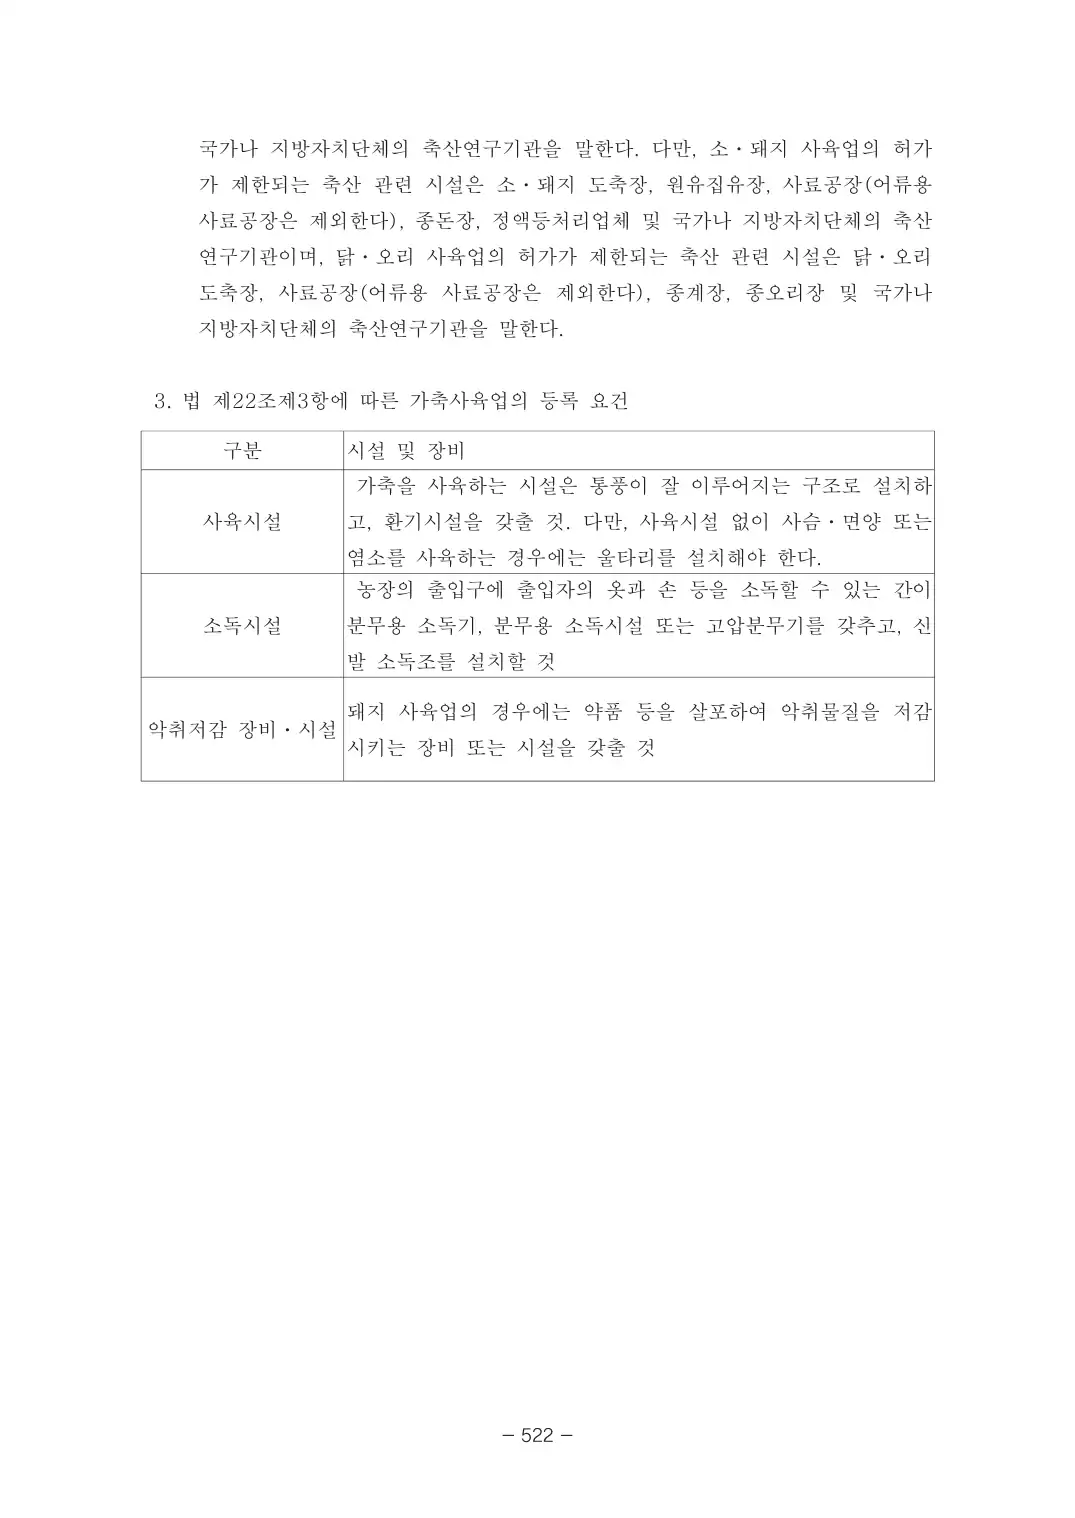 국가나 지방자치단체의 축산연구기관을 말한다. 다만, 소·돼지 사육업의 허가
가 제한되는 축산 관련 시설은 소·돼지 도축장, 원유집유장, 사료공장(어류용
사료공장은 제외한다), 종돈장, 정액등처리업체 및 국가나 지방자치단체의 축산
연구기관이며, 닭·오리 사육업의 허가가 제한되는 축산 관련 시설은 닭·오리
도축장, 사료공장(어류용 사료공장은 제외한다), 종계장, 종오리장 및 국가나
지방자치단체의 축산연구기관을 말한다.
3. 법 제22조제3항에 따른 가축사육업의 등록 요건
구분
시설 및 장비
사육시설
가축을 사육하는 시설은 통풍이 잘 이루어지는 구조로 설치하
고, 환기시설을 갖출 것. 다만, 사육시설 없이 사슴·면양 또는
염소를 사육하는 경우에는 울타리를 설치해야 한다.
소독시설
농장의 출입구에 출입자의 옷과 손 등을 소독할 수 있는 간이
분무용 소독기, 분무용 소독시설 또는 고압분무기를 갖추고, 신
발 소독조를 설치할 것
악취저감 장비·시설
돼지 사육업의 경우에는 약품 등을 살포하여 악취물질을 저감
시키는 장비 또는 시설을 갖출 것
- 522 -